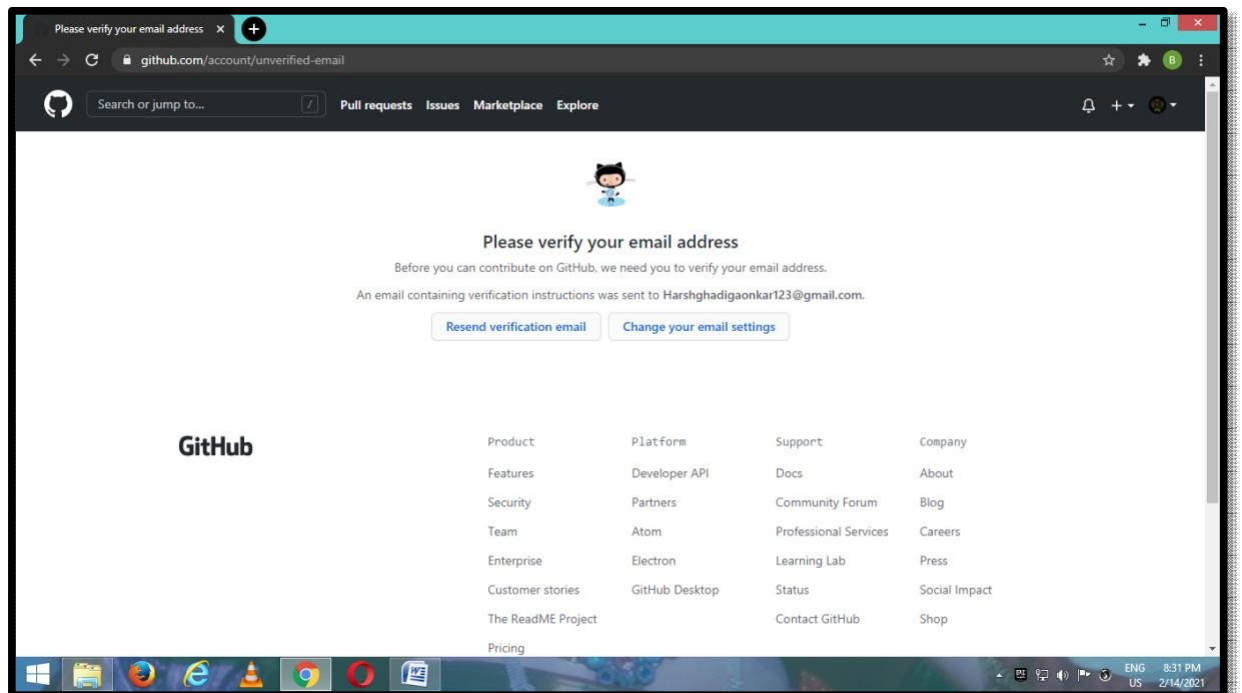 Please verify your email address
github.com/account/unverified-email
B
Search or jump to... / Pull requests Issues Marketplace Explore
Please verify your email address
Before you can contribute on GitHub, we need you to verify your email address.
An email containing verification instructions was sent to Harshghadigaonkar123@gmail.com.
Resend verification email Change your email settings
GitHub
Product Platform Support Company
Features Developer API Docs About
Security Partners Community Forum Blog
Team Atom Professional Services Careers
Enterprise Electron Learning Lab Press
Customer stories GitHub Desktop Status Social Impact
The ReadME Project Contact GitHub Shop
Pricing
ENG 8:31 PM
US 2/14/2021